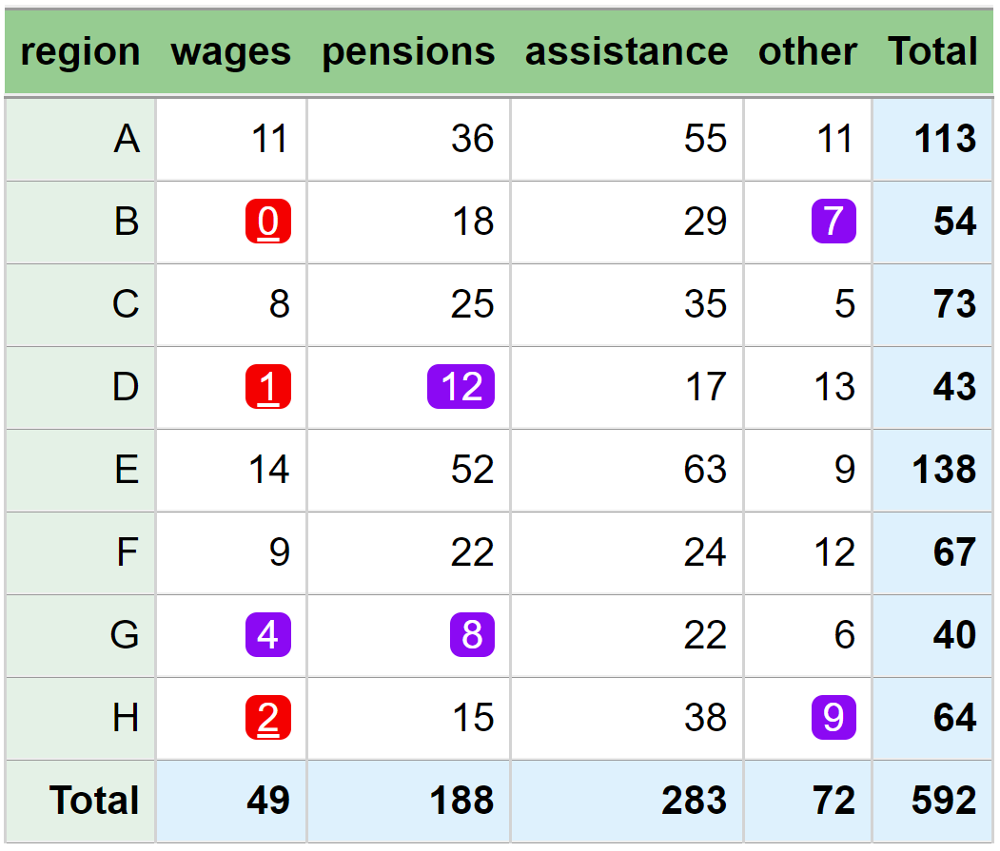 region wages pensions assistance other Total
A 11 36 55 11 113
B 0 18 29 7 54
C 8 25 35 5 73
D 1 12 17 13 43
E 14 52 63 9 138
F 9 22 24 12 67
G 4 8 22 6 40
H 2 15 38 9 64
Total 49 188 283 72 592